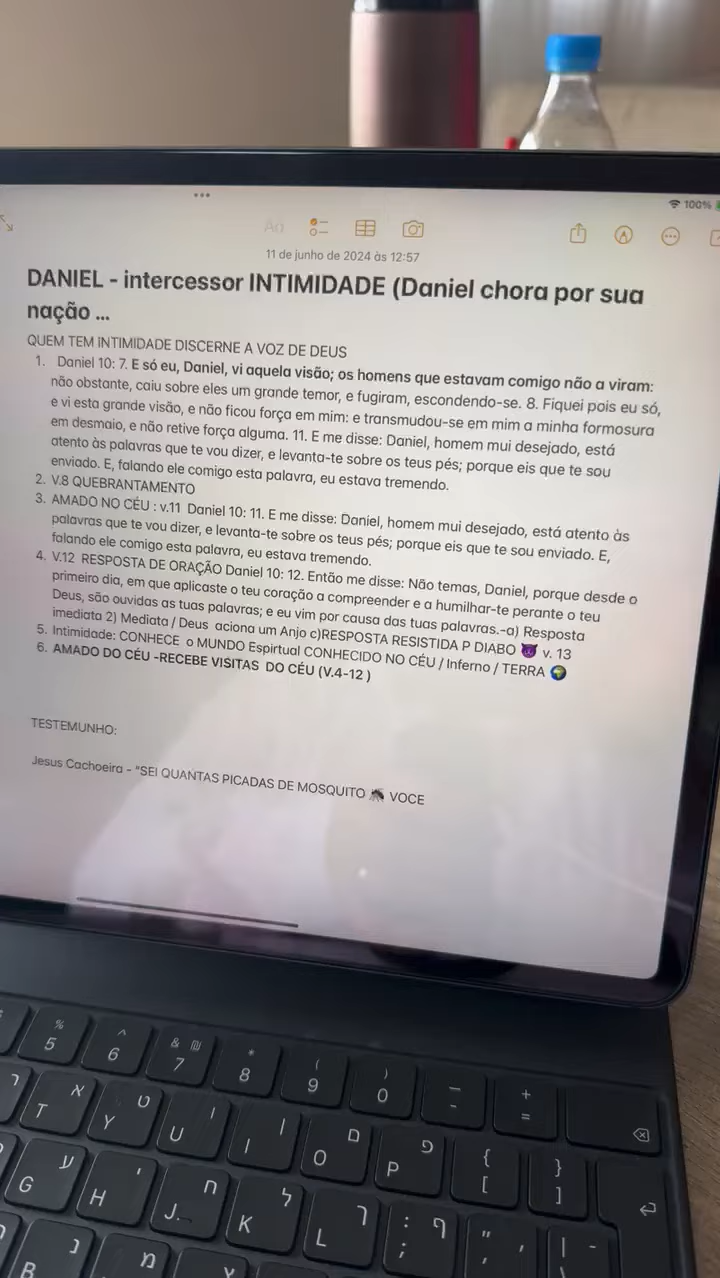 100%
11 de junho de 2024 às 12:57
DANIEL - intercessor INTIMIDADE (Daniel chora por sua
nação ...
QUEM TEM INTIMIDADE DISCERNE A VOZ DE DEUS
1. Daniel 10: 7. E só eu, Daniel, vi aquela visão; os homens que estavam comigo não a viram:
não obstante, caiu sobre eles um grande temor, e fugiram, escondendo-se. 8. Fiquei pois eu só,
e vi esta grande visão, e não ficou força em mim: e transmudou-se em mim a minha formosura
em desmaio, e não retive força alguma. 11. E me disse: Daniel, homem mui desejado, está
atento às palavras que te vou dizer, e levanta-te sobre os teus pés; porque eis que te sou
enviado. E, falando ele comigo esta palavra, eu estava tremendo.
2. V.8 QUEBRANTAMENTO
3. AMADO NO CÉU : v.11 Daniel 10: 11. E me disse: Daniel, homem mui desejado, está atento às
palavras que te vou dizer, e levanta-te sobre os teus pés; porque eis que te sou enviado. E,
falando ele comigo esta palavra, eu estava tremendo.
4. V.12 RESPOSTA DE ORAÇÃO Daniel 10: 12. Então me disse: Não temas, Daniel, porque desde o
primeiro dia, em que aplicaste o teu coração a compreender e a humilhar-te perante o teu
Deus, são ouvidas as tuas palavras; e eu vim por causa das tuas palavras.-a) Resposta
imediata 2) Mediata / Deus aciona um Anjo c)RESPOSTA RESISTIDA P DIABO 😈 v. 13
5. Intimidade: CONHECE o MUNDO Espirtual CONHECIDO NO CÉU / Inferno / TERRA 🌍
6. AMADO DO CÉU -RECEBE VISITAS DO CÉU (V.4-12 )
TESTEMUNHO:
Jesus Cachoeira - "SEI QUANTAS PICADAS DE MOSQUITO 🦟 VOCE
% 5 ^ 6 & ₪ 7 * 8 ( 9 ) 0 _ - + =
ר T א Y ט U ו I ן O ם P פ { [ } ]
G ע H י J ח K ל L ך : ; ף " '
B נ מ